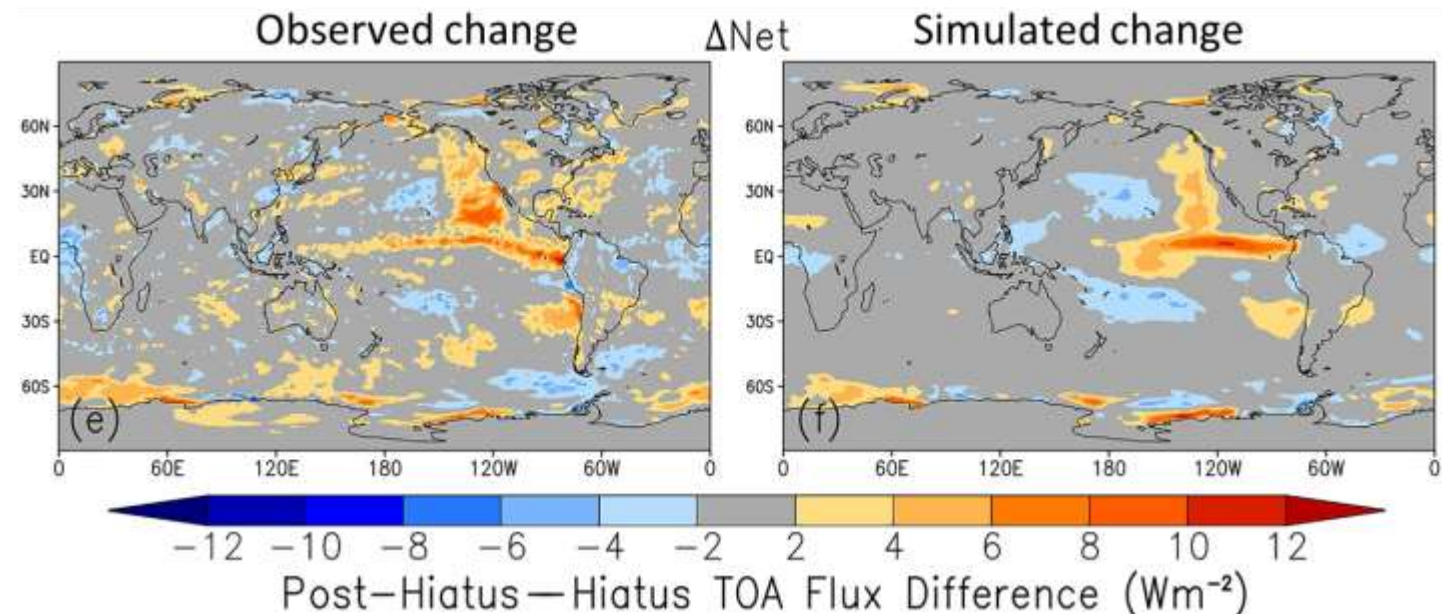 Observed change ΔNet Simulated change
60N
30N
EQ
30S
60S
(e)
0 60E 120E 180 120W 60W 0
60N
30N
EQ
30S
60S
(f)
0 60E 120E 180 120W 60W 0
−12 −10 −8 −6 −4 −2 2 4 6 8 10 12
Post−Hiatus—Hiatus TOA Flux Difference (Wm⁻²)